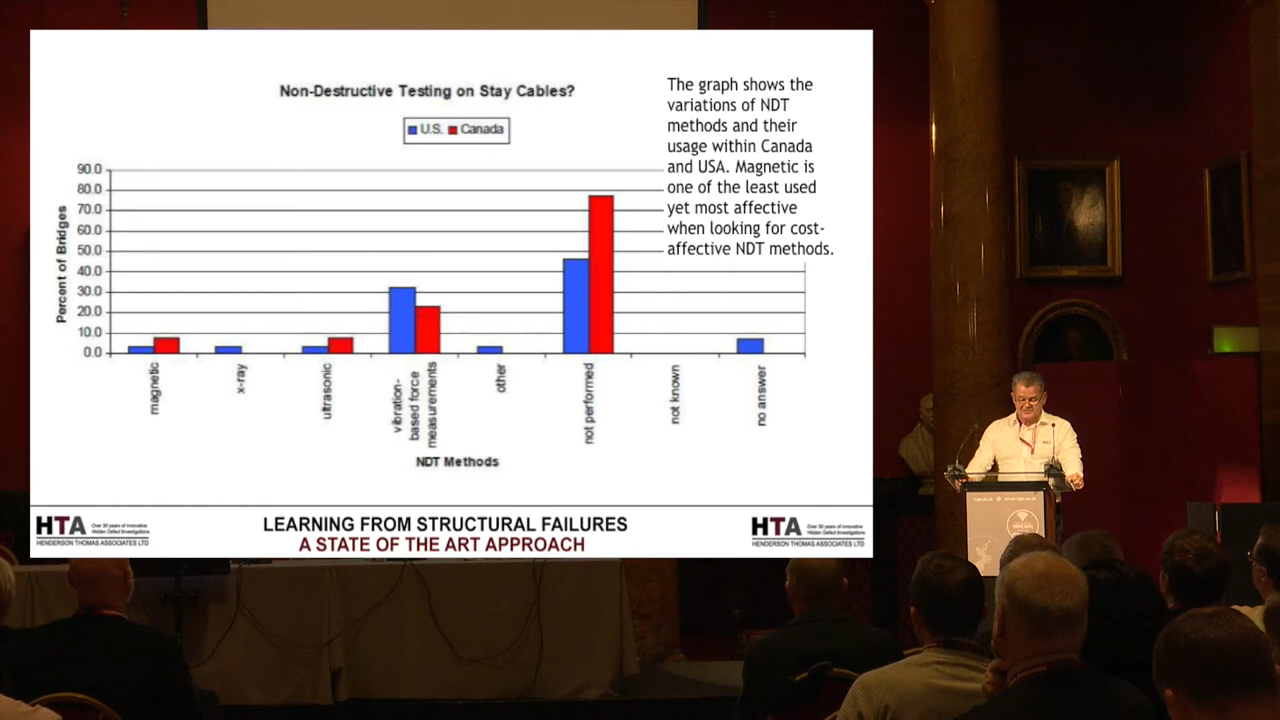 Non-Destructive Testing on Stay Cables?
U.S. Canada
90.0
80.0
70.0
60.0
50.0
40.0
30.0
20.0
10.0
0.0
Percent of Bridges
magnetic
x-ray
ultrasonic
vibration-
based force
measurements
other
not performed
not known
no answer
NDT Methods
The graph shows the
variations of NDT
methods and their
usage within Canada
and USA. Magnetic is
one of the least used
yet most affective
when looking for cost-
affective NDT methods.
HTA
Over 30 years of innovative
Hidden Defect Investigations
HENDERSON THOMAS ASSOCIATES LTD
LEARNING FROM STRUCTURAL FAILURES
A STATE OF THE ART APPROACH
HTA
Over 30 years of innovative
Hidden Defect Investigations
HENDERSON THOMAS ASSOCIATES LTD